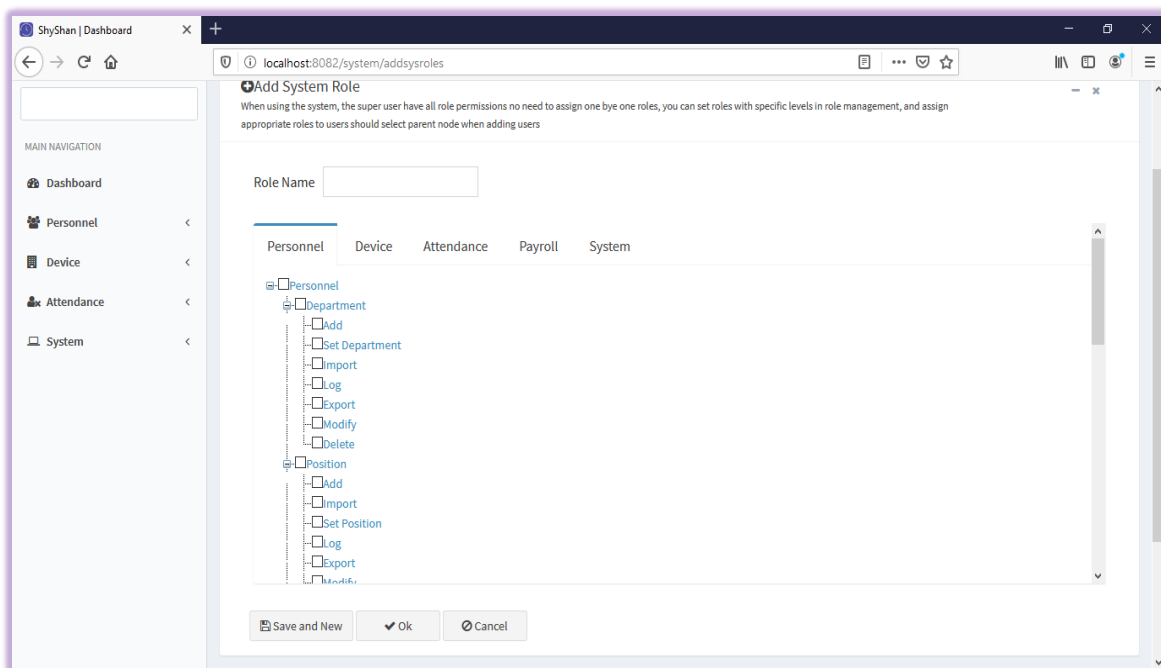 ShyShan | Dashboard
localhost:8082/system/addsysroles
Add System Role
When using the system, the super user have all role permissions no need to assign one bye one roles, you can set roles with specific levels in role management, and assign
appropriate roles to users should select parent node when adding users
MAIN NAVIGATION
Dashboard
Personnel
Device
Attendance
System
Role Name
Personnel Device Attendance Payroll System
Personnel
Department
Add
Set Department
Import
Log
Export
Modify
Delete
Position
Add
Import
Set Position
Log
Export
Modify
Save and New Ok Cancel